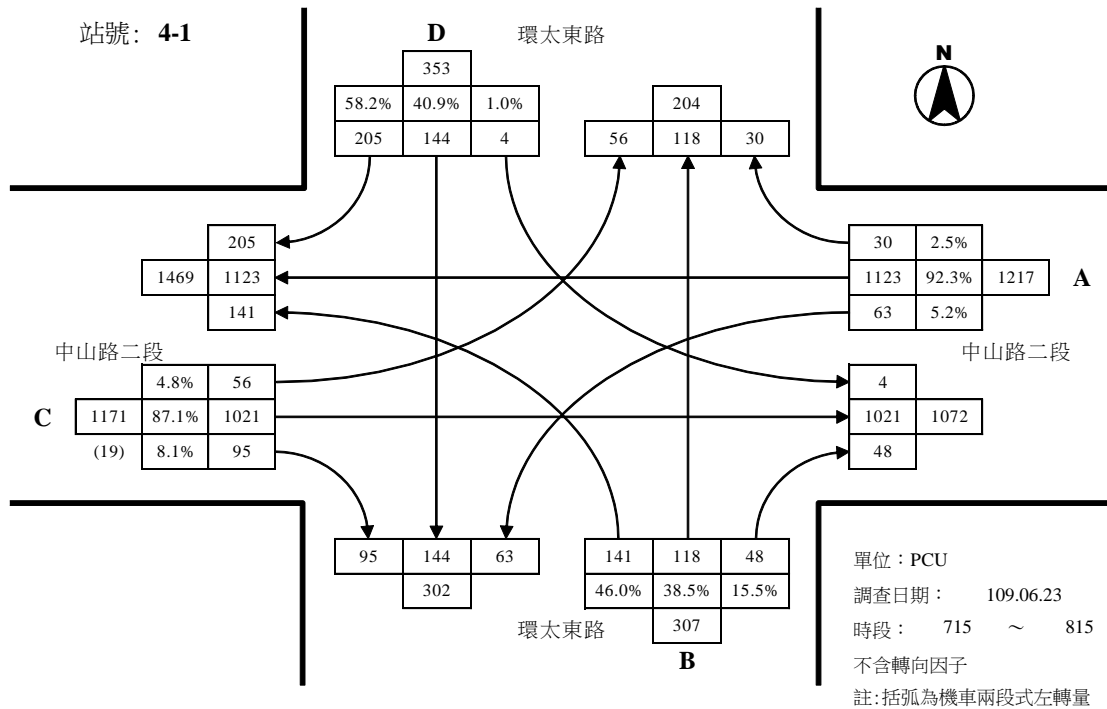 站號: 4-1
D 環太東路
353
58.2% 40.9% 1.0%
205 144 4
204
56 118 30
N
205
1469 1123
141
30 2.5%
1123 92.3% 1217 A
63 5.2%
中山路二段
中山路二段
4.8% 56
C 1171 87.1% 1021
(19) 8.1% 95
4
1021 1072
48
95 144 63
302
141 118 48
46.0% 38.5% 15.5%
307
環太東路
B
單位：PCU
調查日期： 109.06.23
時段： 715 ～ 815
不含轉向因子
註:括弧為機車兩段式左轉量